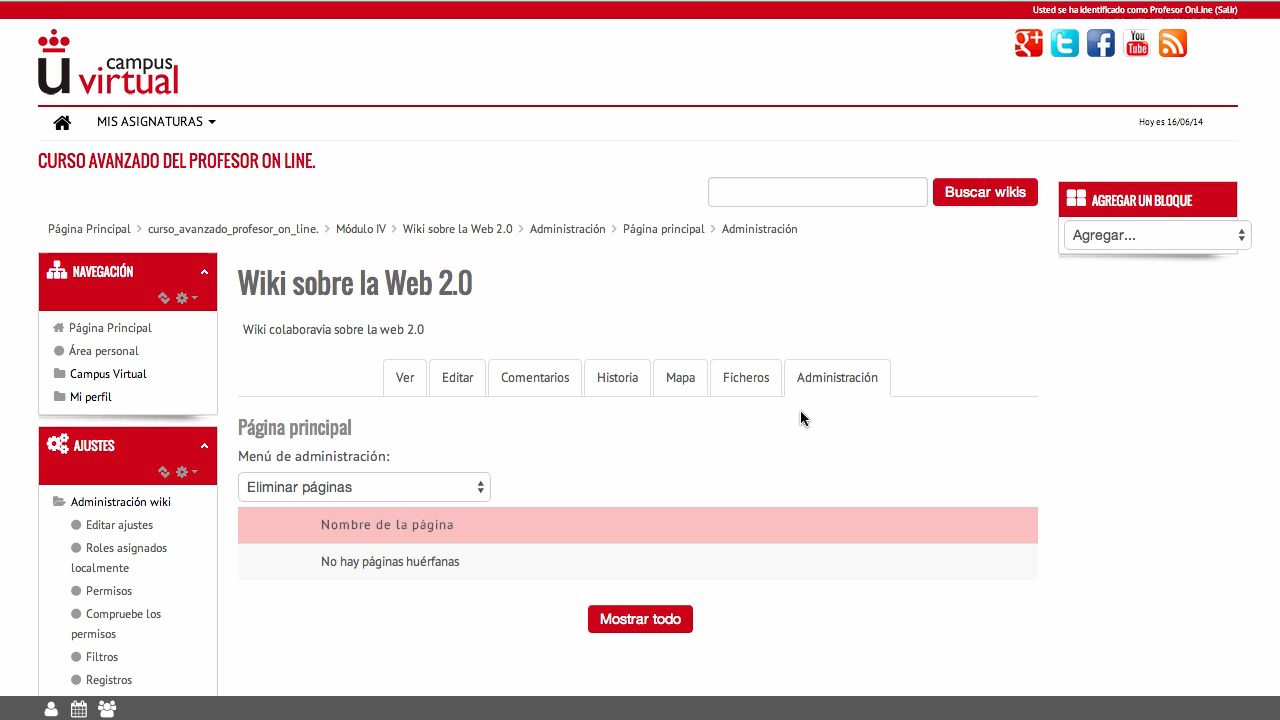 Usted se ha identificado como Profesor OnLine (Salir)
campus
virtual
You
Tube
MIS ASIGNATURAS
Hoy es 16/06/14
CURSO AVANZADO DEL PROFESOR ON LINE.
Buscar wikis
AGREGAR UN BLOQUE
Agregar...
Página Principal > curso_avanzado_profesor_on_line. > Módulo IV > Wiki sobre la Web 2.0 > Administración > Página principal > Administración
NAVEGACIÓN
Página Principal
Área personal
Campus Virtual
Mi perfil
AJUSTES
Administración wiki
Editar ajustes
Roles asignados
localmente
Permisos
Compruebe los
permisos
Filtros
Registros
Wiki sobre la Web 2.0
Wiki colaboravia sobre la web 2.0
Ver Editar Comentarios Historia Mapa Ficheros Administración
Página principal
Menú de administración:
Eliminar páginas
Nombre de la página
No hay páginas huérfanas
Mostrar todo